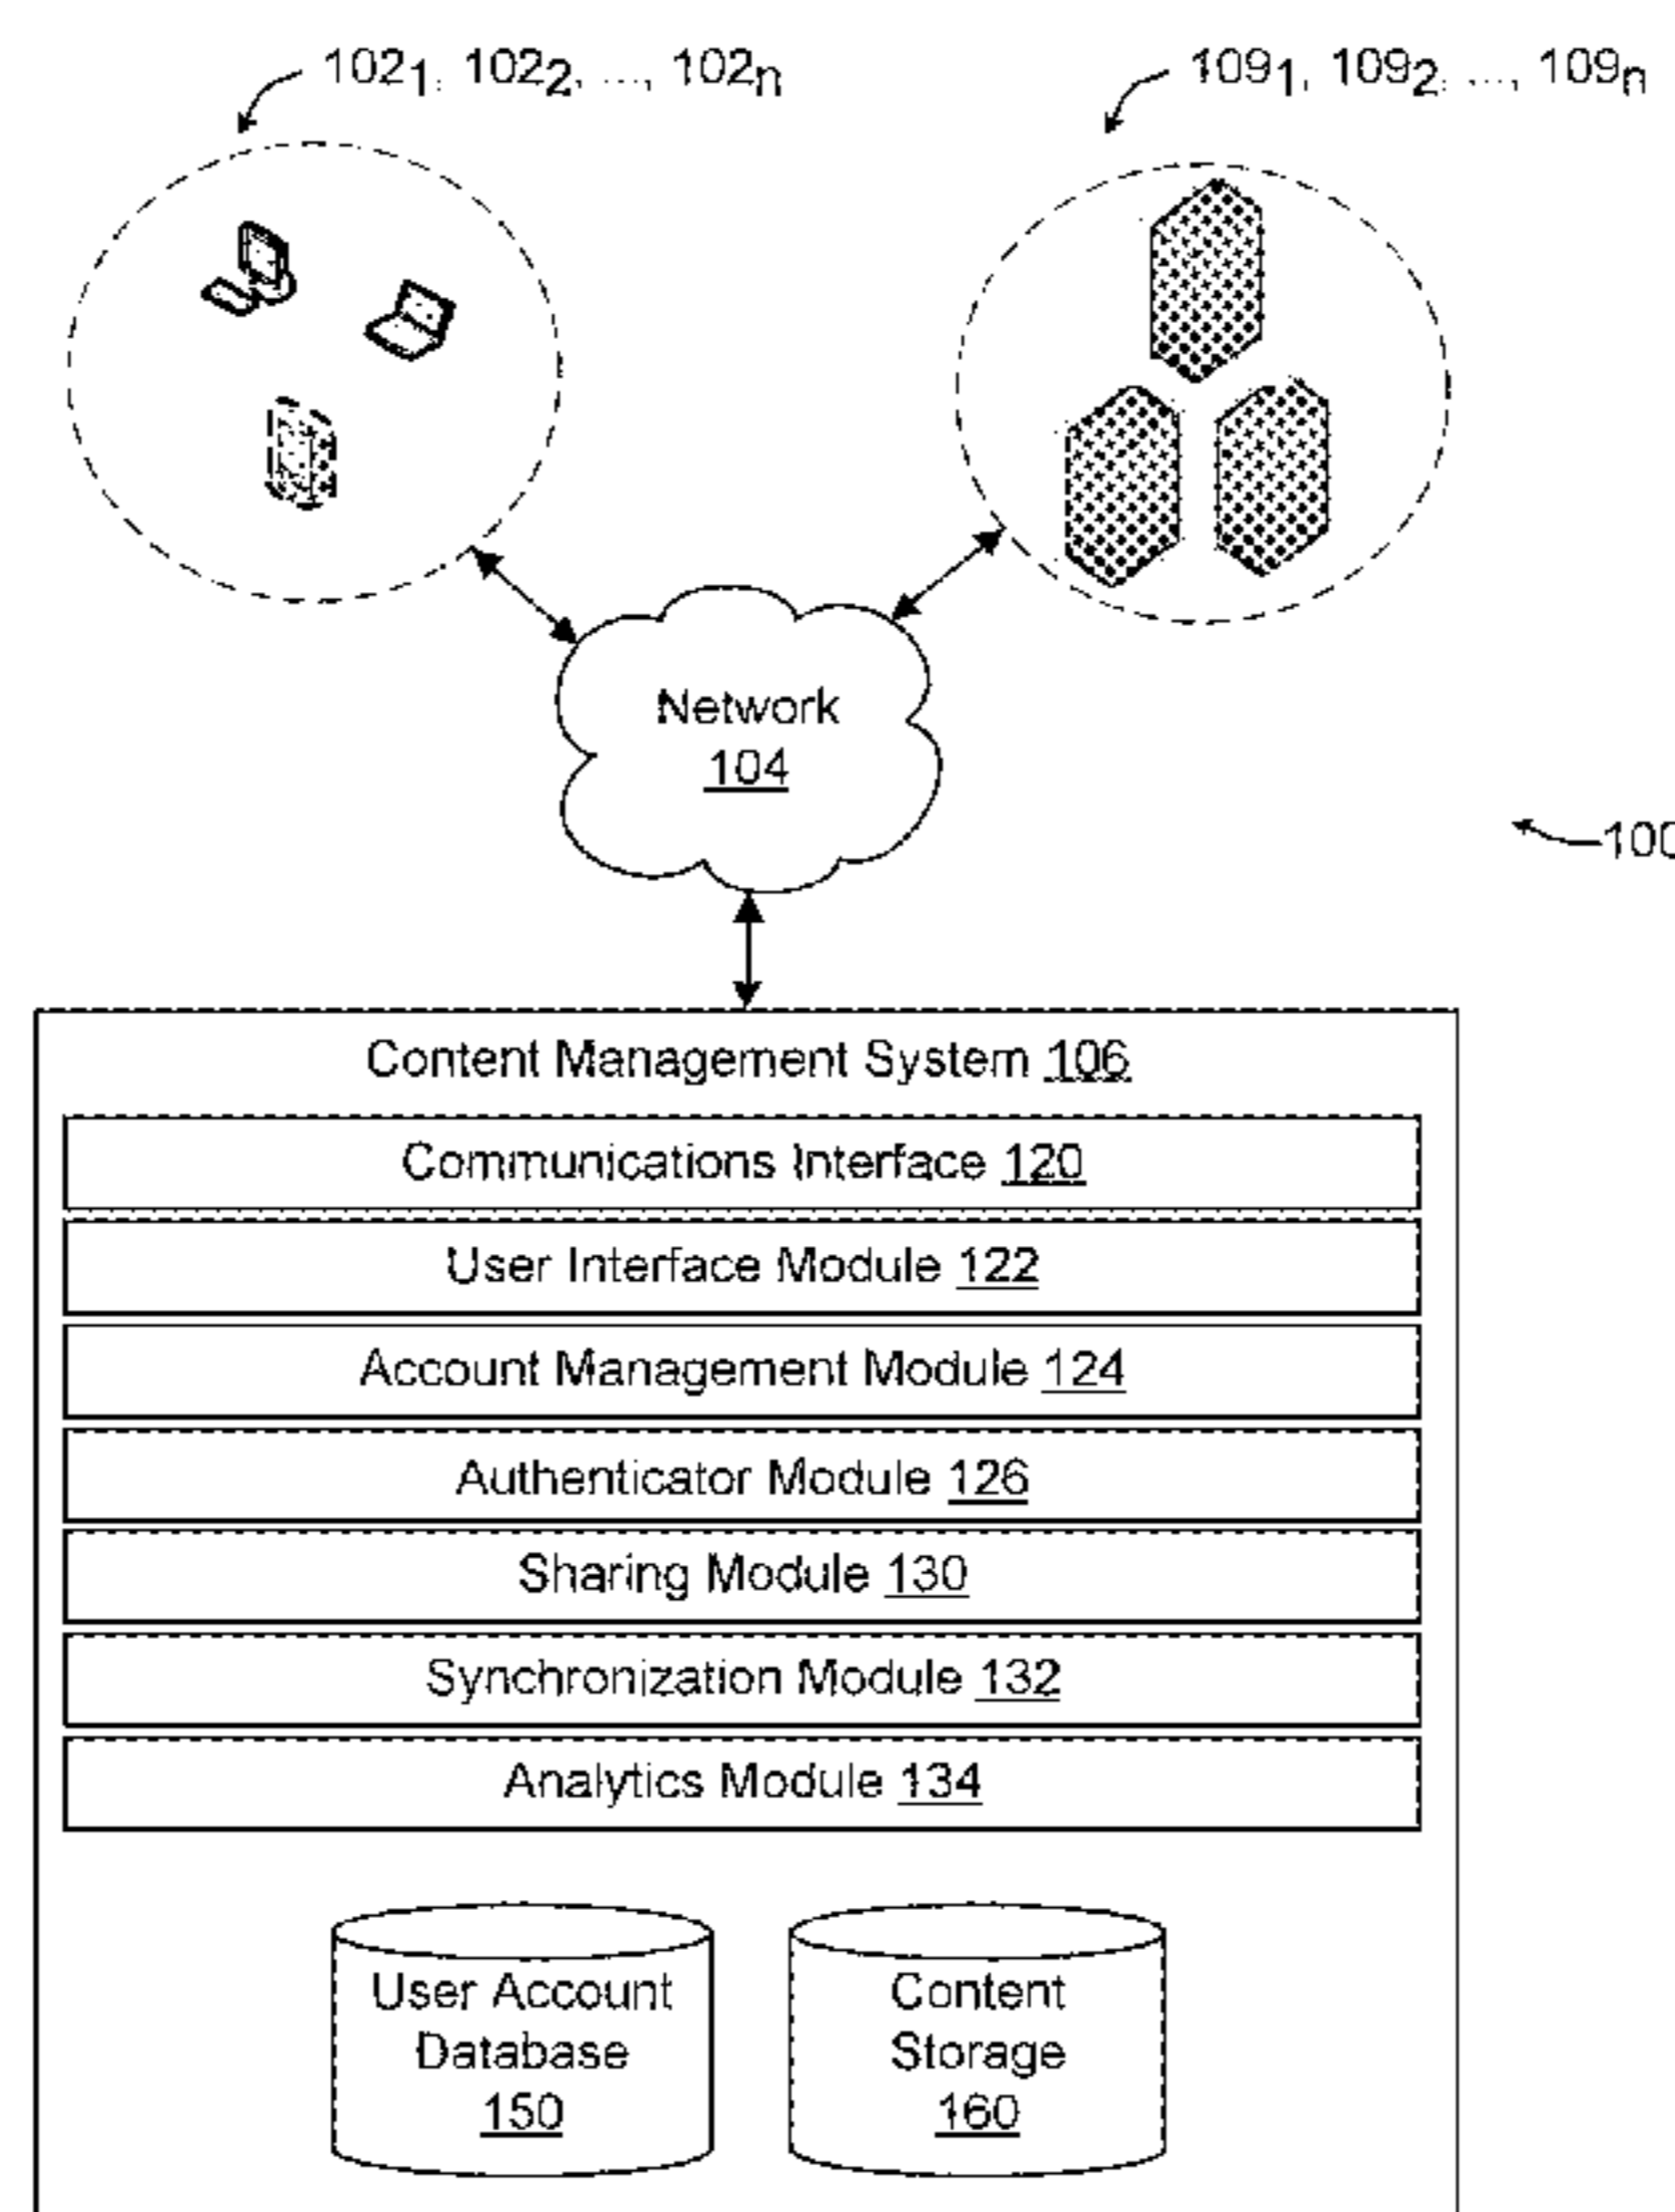 102₁, 102₂, ..., 102ₙ
109₁, 109₂, ..., 109ₙ
Network
104
100
Content Management System 106
Communications Interface 120
User Interface Module 122
Account Management Module 124
Authenticator Module 126
Sharing Module 130
Synchronization Module 132
Analytics Module 134
User Account
Database
150
Content
Storage
160